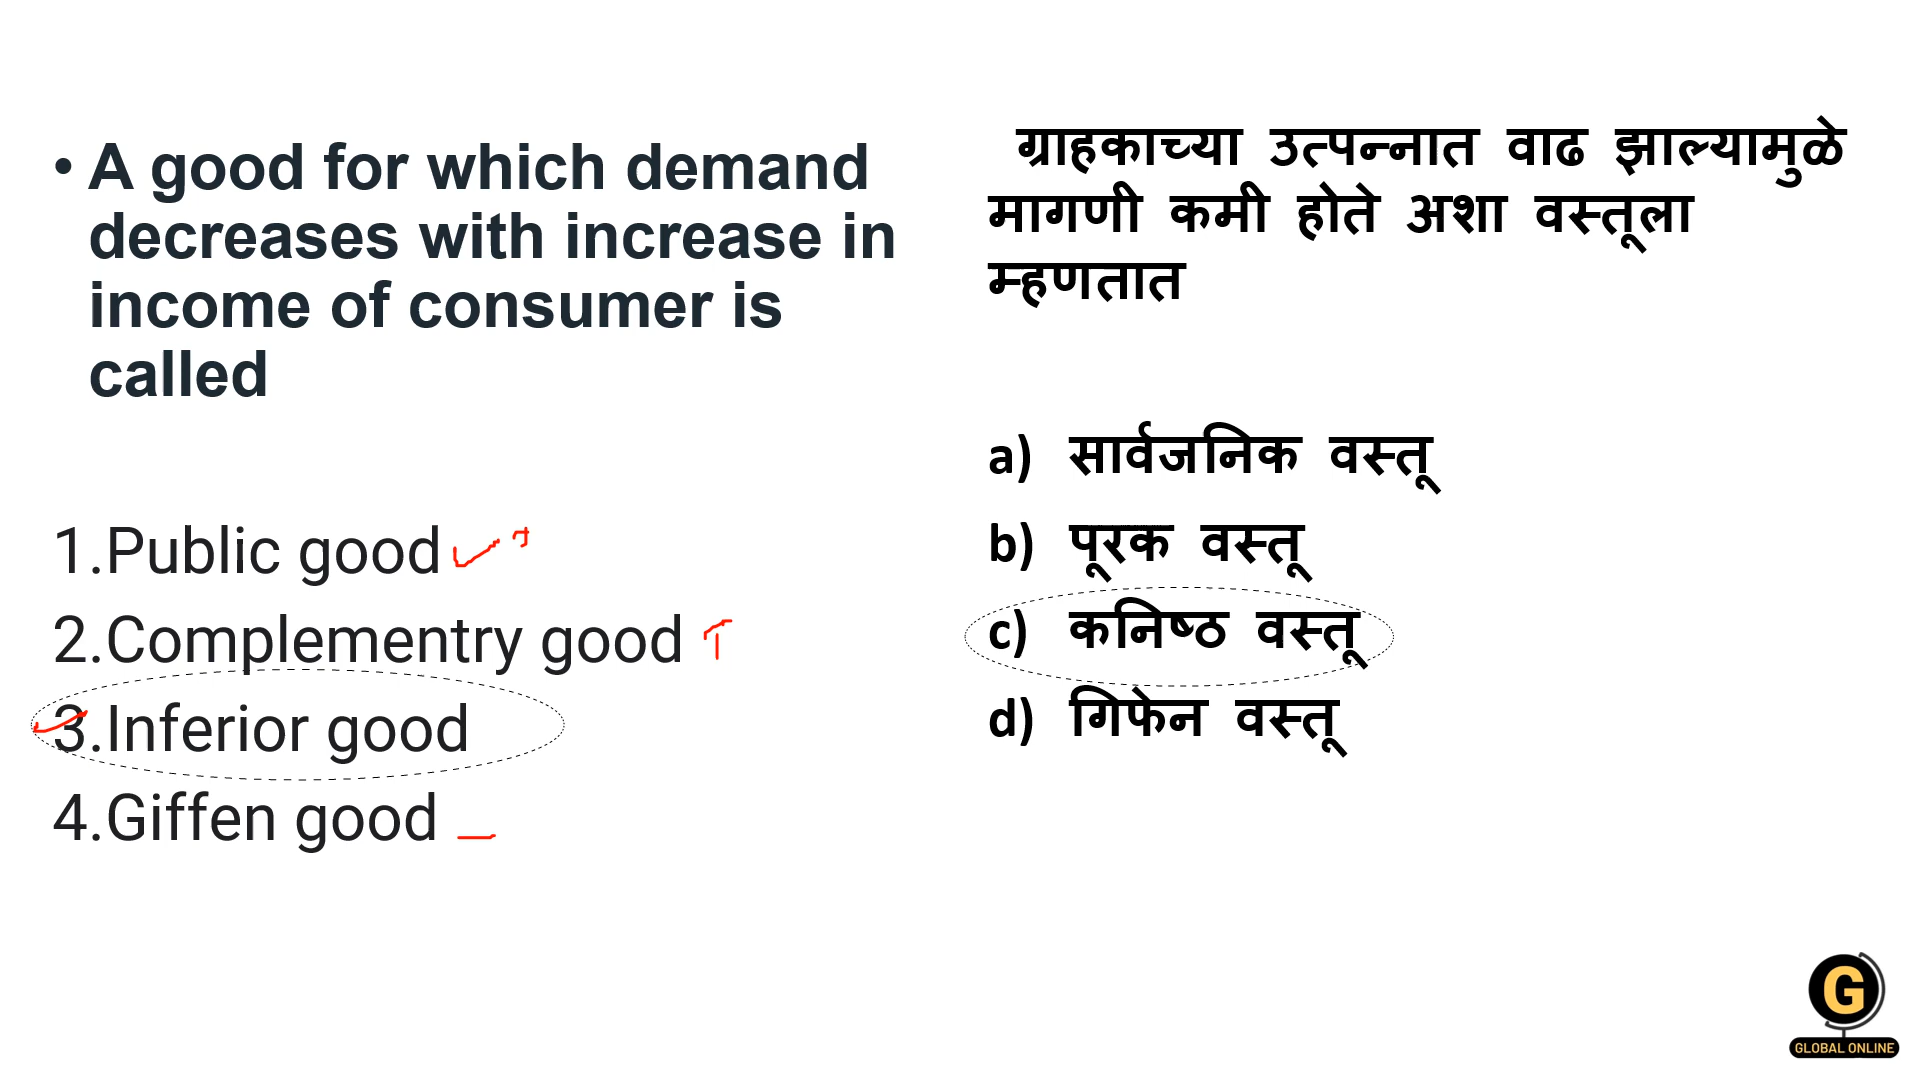 • A good for which demand
decreases with increase in
income of consumer is
called
1.Public good
2.Complementry good
3.Inferior good
4.Giffen good
ग्राहकाच्या उत्पन्नात वाढ झाल्यामुळे
मागणी कमी होते अशा वस्तूला
म्हणतात
a) सार्वजनिक वस्तू
b) पूरक वस्तू
c) कनिष्ठ वस्तू
d) गिफेन वस्तू
G
GLOBAL ONLINE